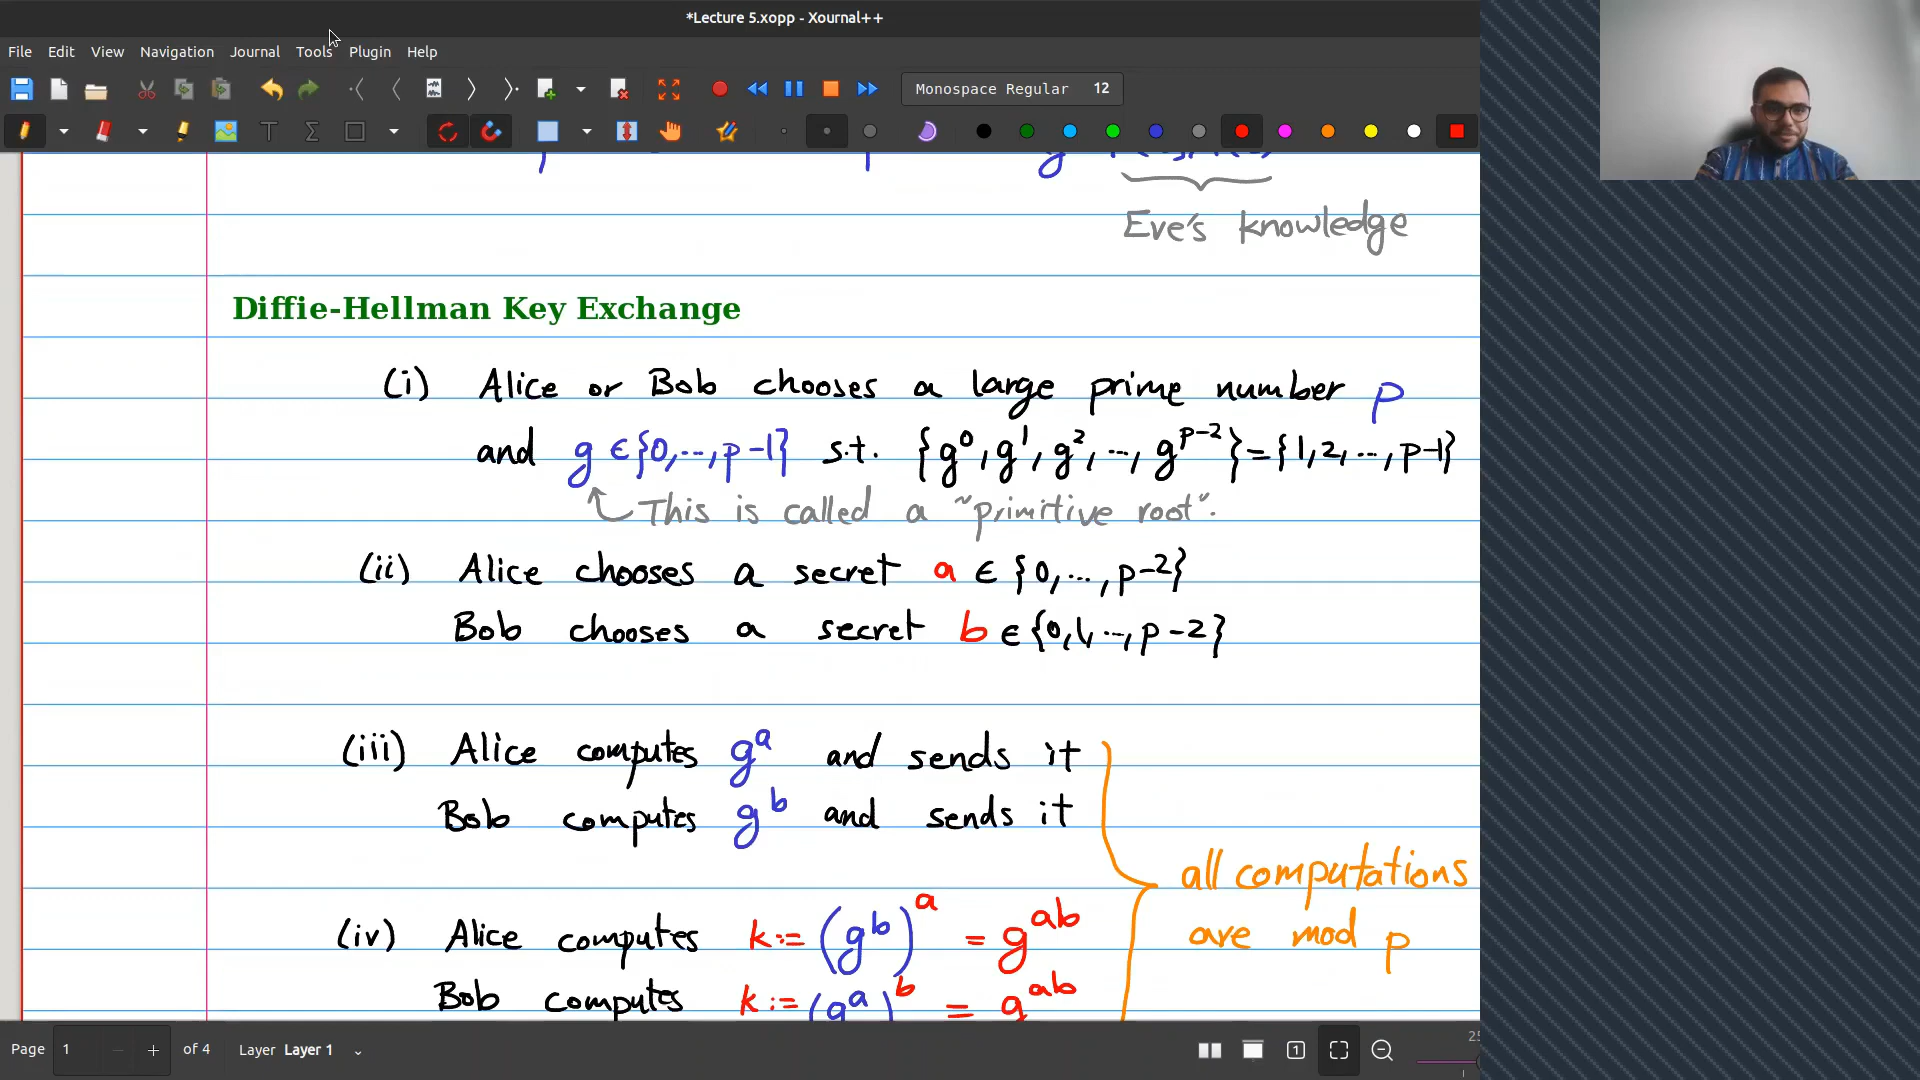 *Lecture 5.xopp - Xournal++
File Edit View Navigation Journal Tools Plugin Help
Monospace Regular 12
Eve's knowledge
Diffie-Hellman Key Exchange
(i) Alice or Bob chooses a large prime number p
and g ∈ {0,...,p-1} s.t. {g⁰, g¹, g², ..., g^{p-2}} = {1, 2, ..., p-1}
This is called a "primitive root".
(ii) Alice chooses a secret a ∈ {0,...,p-2}
Bob chooses a secret b ∈ {0,1,...,p-2}
(iii) Alice computes g^a and sends it
Bob computes g^b and sends it
all computations
are mod p
(iv) Alice computes k := (g^b)^a = g^{ab}
Bob computes k := (g^a)^b = g^{ab}
Page 1 of 4 Layer Layer 1